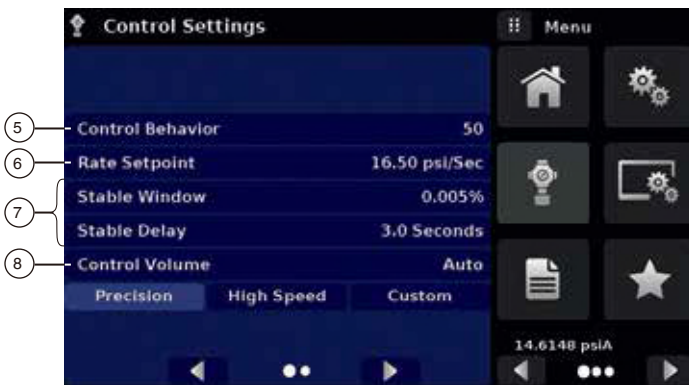 Control Settings
Menu
5 Control Behavior 50
6 Rate Setpoint 16.50 psi/Sec
7 Stable Window 0.005%
Stable Delay 3.0 Seconds
8 Control Volume Auto
Precision High Speed Custom
14.6148 psiA